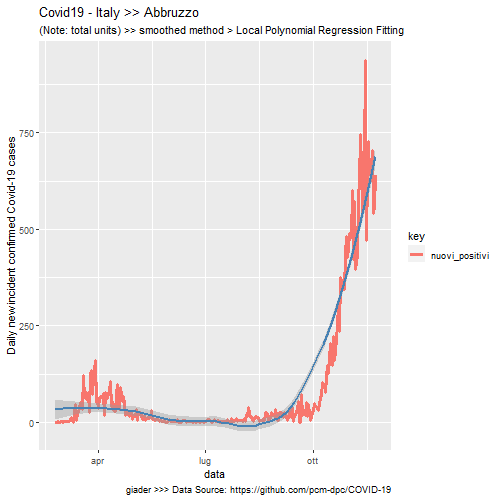 Covid19 - Italy >> Abbruzzo
(Note: total units) >> smoothed method > Local Polynomial Regression Fitting
Daily new/incident confirmed Covid-19 cases
750
500
250
0
apr
lug
ott
data
key
nuovi_positivi
giader >>> Data Source: https://github.com/pcm-dpc/COVID-19